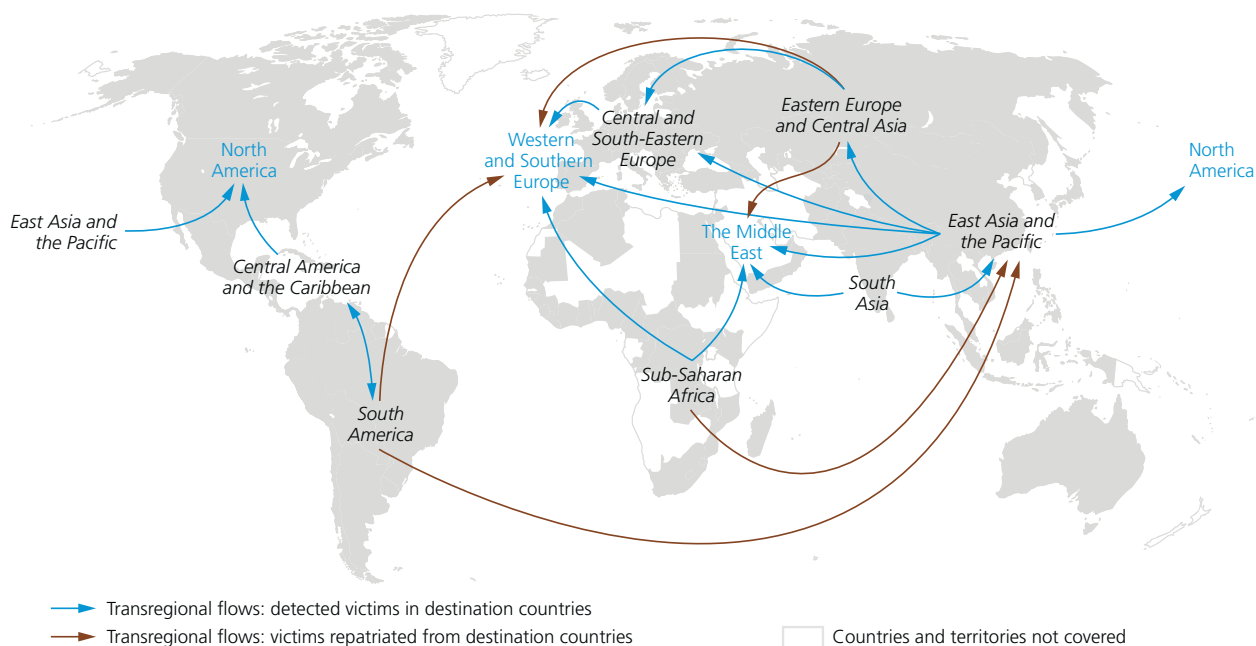 Eastern Europe
and Central Asia
Central and
South-Eastern
Europe
Western
and Southern
Europe
North
America
North
America
East Asia and
the Pacific
East Asia and
the Pacific
The Middle
East
Central America
and the Caribbean
South
Asia
Sub-Saharan
Africa
South
America
Transregional flows: detected victims in destination countries
Transregional flows: victims repatriated from destination countries
Countries and territories not covered